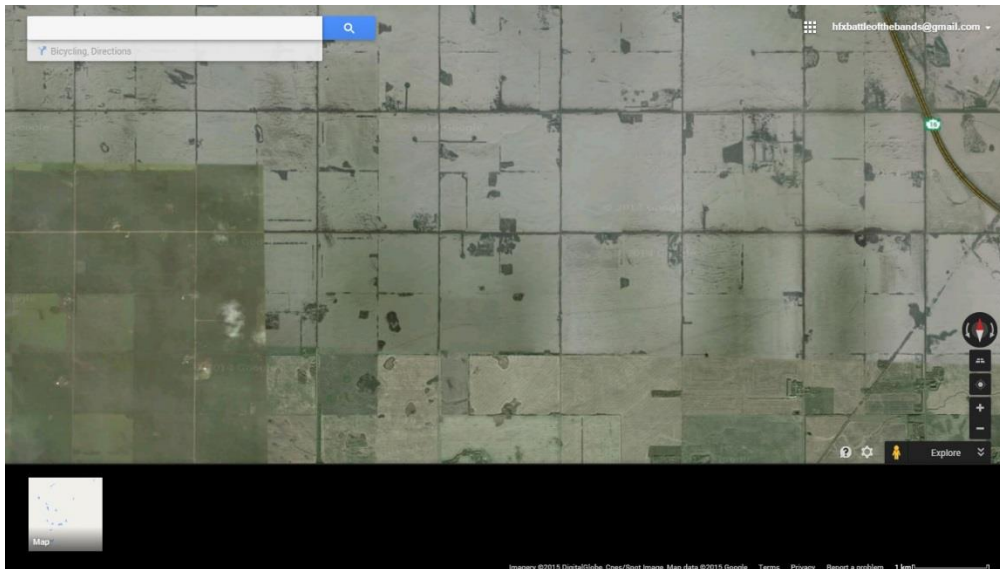 hfxbattleofthebands@gmail.com
Bicycling, Directions
16
Explore
Map
Imagery ©2015 DigitalGlobe, Cnes/Spot Image, Map data ©2015 Google Terms Privacy Report a problem 1 km